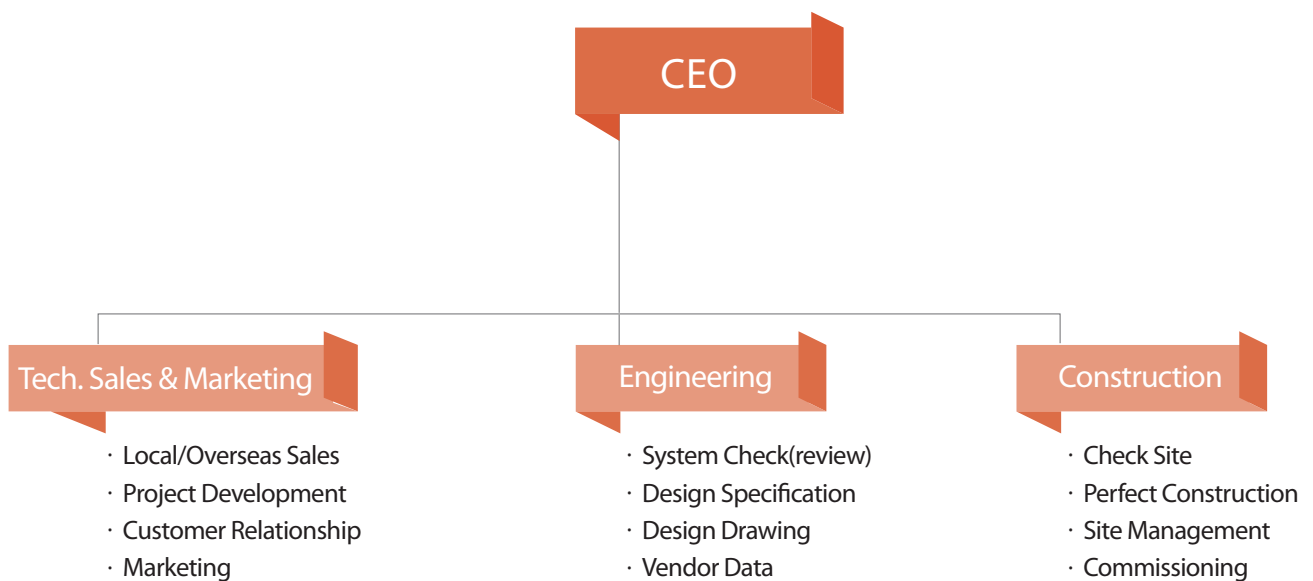 CEO
Tech. Sales & Marketing
· Local/Overseas Sales
· Project Development
· Customer Relationship
· Marketing
Engineering
· System Check(review)
· Design Specification
· Design Drawing
· Vendor Data
Construction
· Check Site
· Perfect Construction
· Site Management
· Commissioning